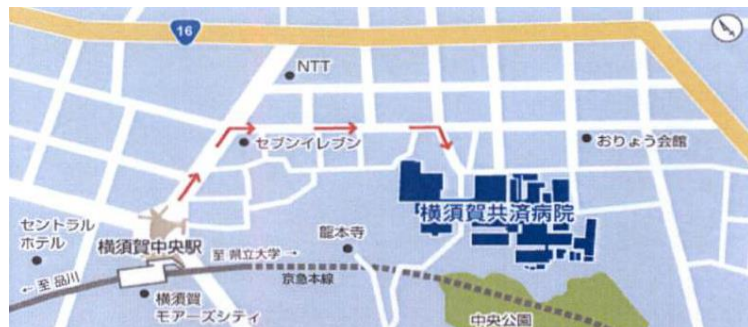 16
NTT
セブンイレブン
おりょう会館
横須賀共済病院
セントラル
ホテル
横須賀中央駅
龍本寺
至 県立大学→
←至 品川
京急本線
横須賀
モアーズシティ
中央公園